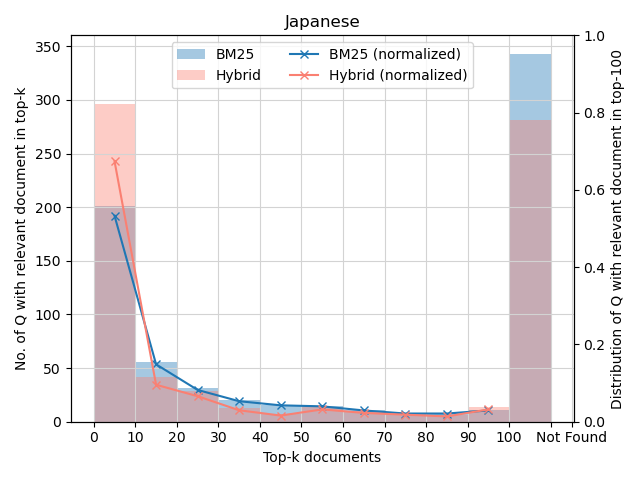 Japanese
BM25
Hybrid
BM25 (normalized)
Hybrid (normalized)
No. of Q with relevant document in top-k
350
300
250
200
150
100
50
0
1.0
0.8
0.6
0.4
0.2
0.0
Distribution of Q with relevant document in top-100
0 10 20 30 40 50 60 70 80 90 100 Not Found
Top-k documents